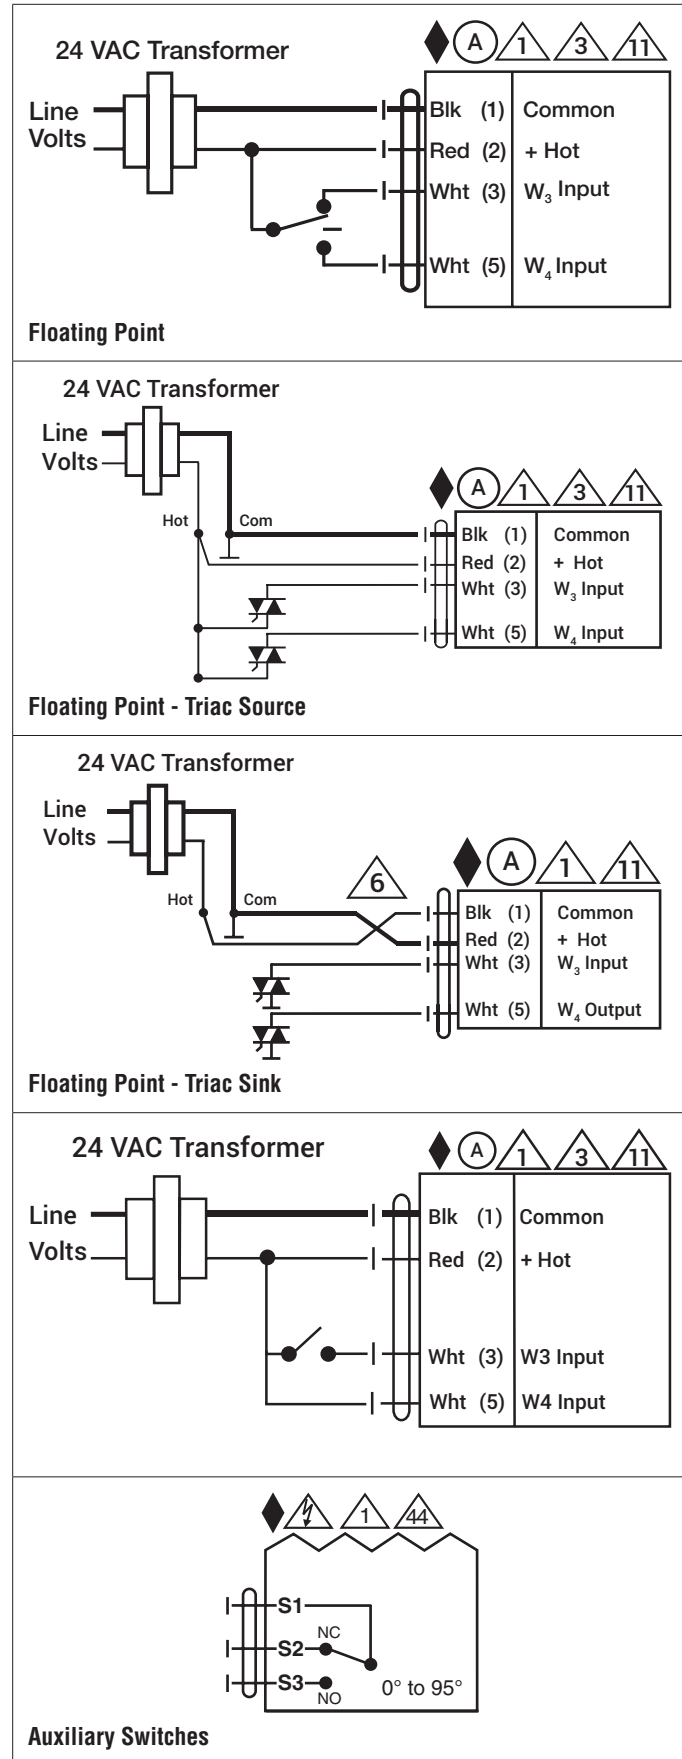 24 VAC Transformer
A 1 3 11
Line
Volts
Blk (1) Common
Red (2) + Hot
Wht (3) W3 Input
Wht (5) W4 Input
Floating Point
24 VAC Transformer
Line
Volts
A 1 3 11
Hot Com
Blk (1) Common
Red (2) + Hot
Wht (3) W3 Input
Wht (5) W4 Input
Floating Point - Triac Source
24 VAC Transformer
Line
Volts
6 A 1 11
Hot Com
Blk (1) Common
Red (2) + Hot
Wht (3) W3 Input
Wht (5) W4 Output
Floating Point - Triac Sink
24 VAC Transformer
A 1 3 11
Line
Volts
Blk (1) Common
Red (2) + Hot
Wht (3) W3 Input
Wht (5) W4 Input
1 44
S1
NC
S2
S3
NO
0° to 95°
Auxiliary Switches